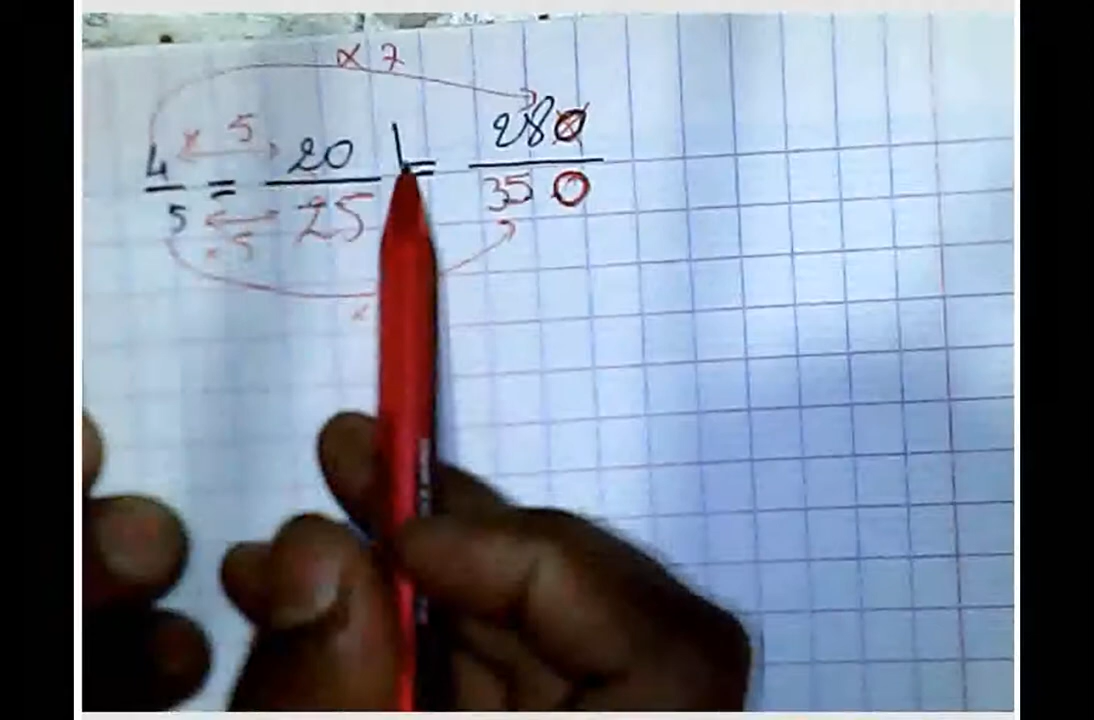 × 7
4 × 5 20 280
= =
5 × 5 25 350
×